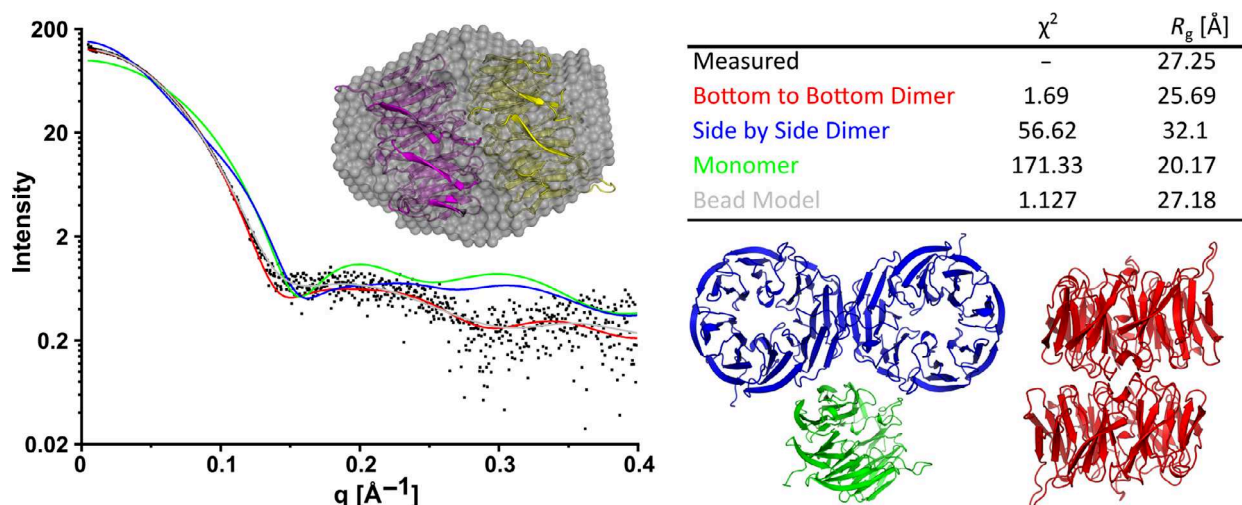 200
20
2
0.2
0.02
Intensity
0
0.1
0.2
0.3
0.4
q [Å⁻¹]
χ² Rg [Å]
Measured – 27.25
Bottom to Bottom Dimer 1.69 25.69
Side by Side Dimer 56.62 32.1
Monomer 171.33 20.17
Bead Model 1.127 27.18